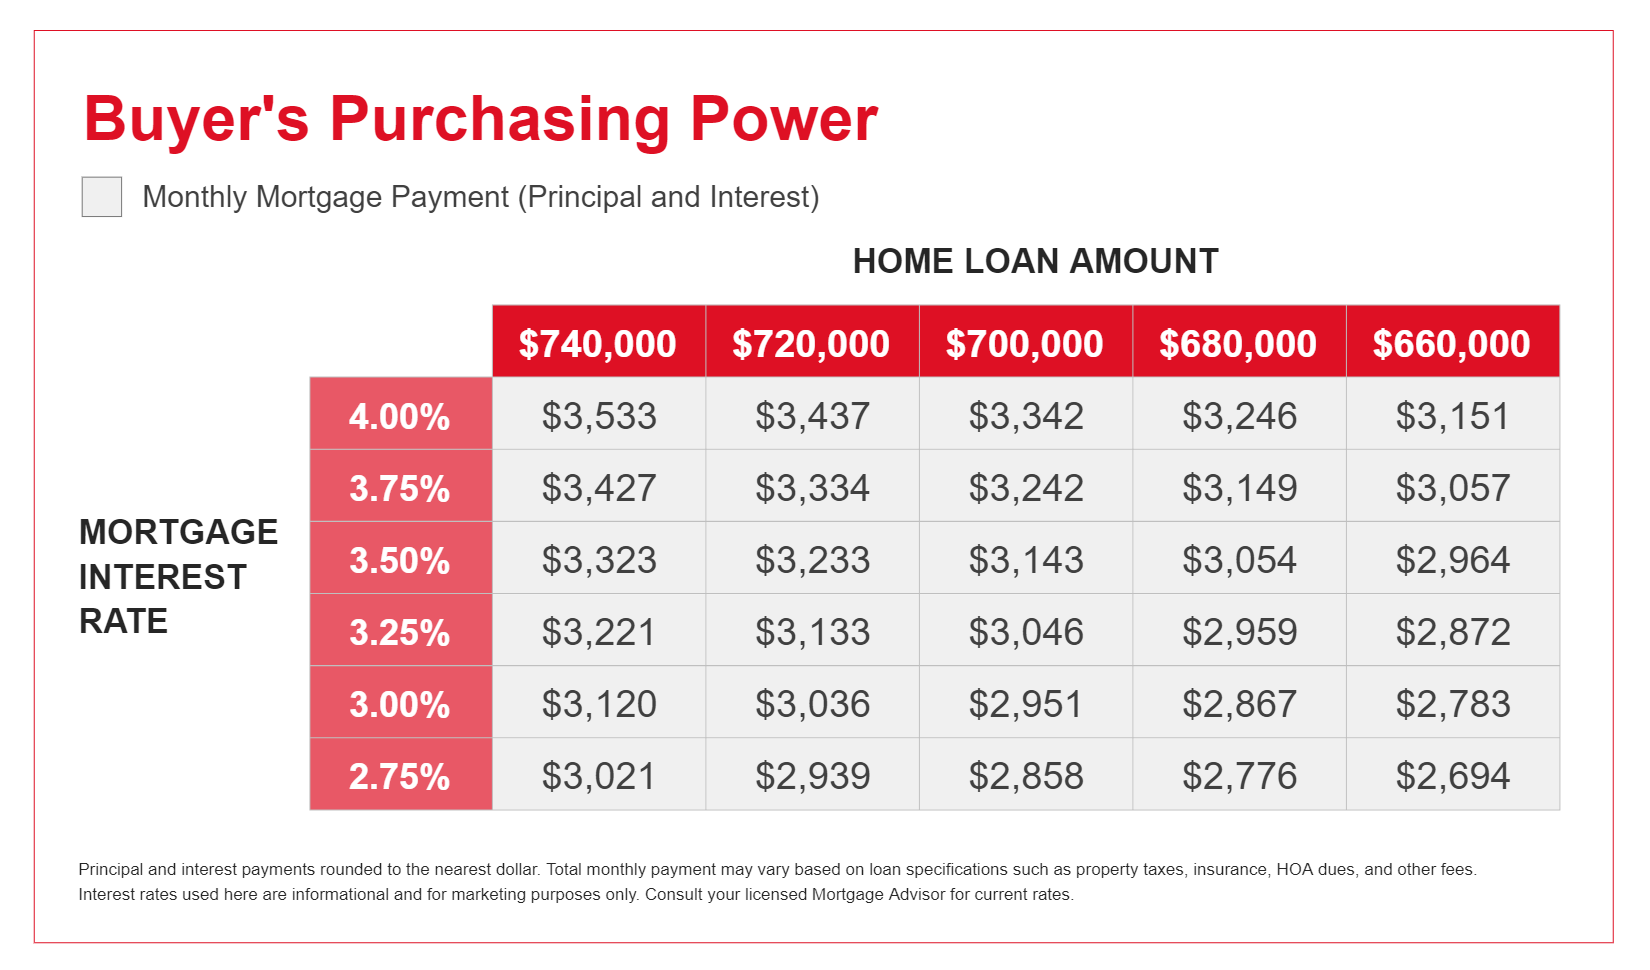 Buyer's Purchasing Power
Monthly Mortgage Payment (Principal and Interest)
HOME LOAN AMOUNT
$740,000 $720,000 $700,000 $680,000 $660,000
4.00% $3,533 $3,437 $3,342 $3,246 $3,151
3.75% $3,427 $3,334 $3,242 $3,149 $3,057
MORTGAGE
INTEREST
RATE
3.50% $3,323 $3,233 $3,143 $3,054 $2,964
3.25% $3,221 $3,133 $3,046 $2,959 $2,872
3.00% $3,120 $3,036 $2,951 $2,867 $2,783
2.75% $3,021 $2,939 $2,858 $2,776 $2,694
Principal and interest payments rounded to the nearest dollar. Total monthly payment may vary based on loan specifications such as property taxes, insurance, HOA dues, and other fees.
Interest rates used here are informational and for marketing purposes only. Consult your licensed Mortgage Advisor for current rates.